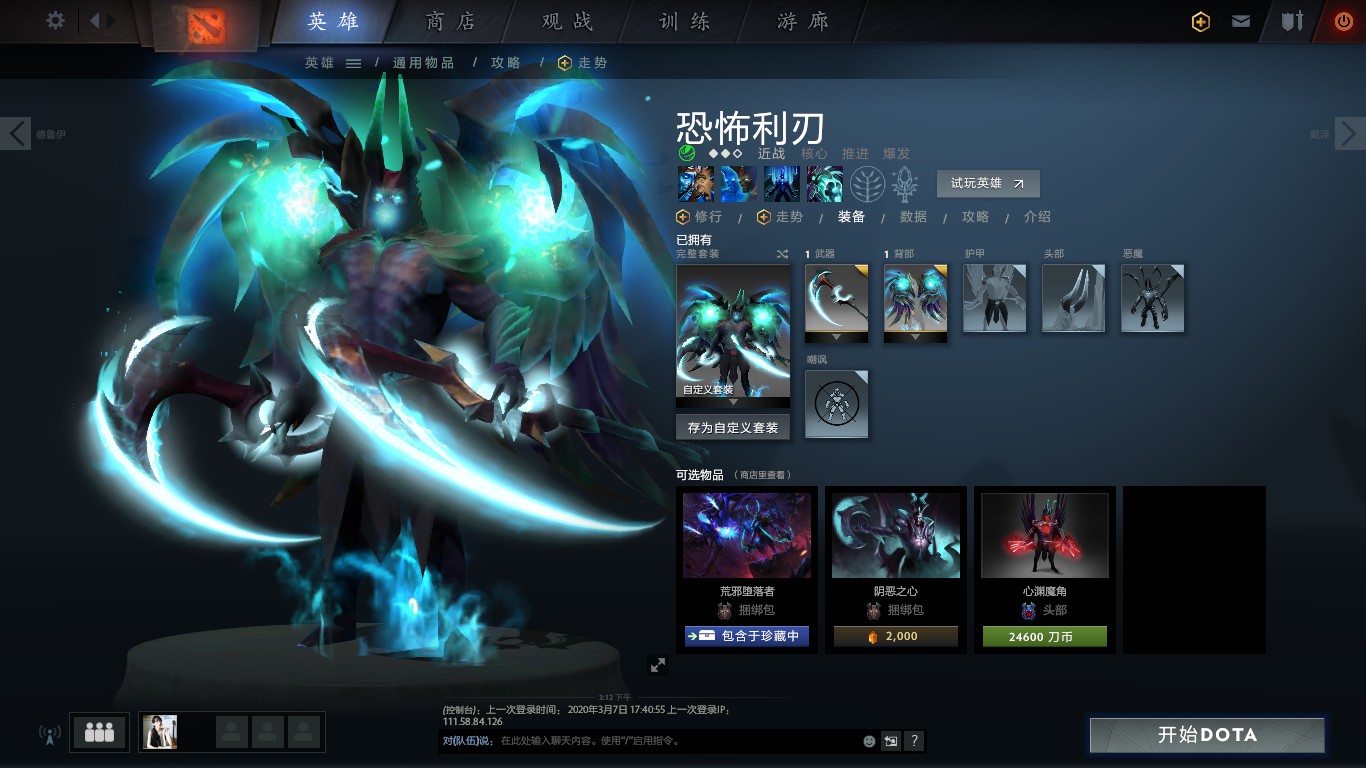 英雄 商店 观战 训练 游廊
英雄 / 通用物品 / 攻略 / 走势
德鲁伊
恐怖利刃
近战 核心 推进 爆发
试玩英雄
修行 / 走势 / 装备 / 数据 / 攻略 / 介绍
已拥有
完整套装 1 武器 1 背部 护甲 头部 恶魔
自定义套装
嘲讽
存为自定义套装
可选物品 (商店里查看)
荒邪堕落者 阴恶之心 心渊魔角
捆绑包 捆绑包 头部
包含于珍藏中 2,000 24600 刀币
3:12 下午
(控制台): 上一次登录时间: 2020年3月7日 17:40:55 上一次登录IP:
111.58.84.126
对(队伍)说: 在此处输入聊天内容。使用"/"启用指令。 ?
开始DOTA